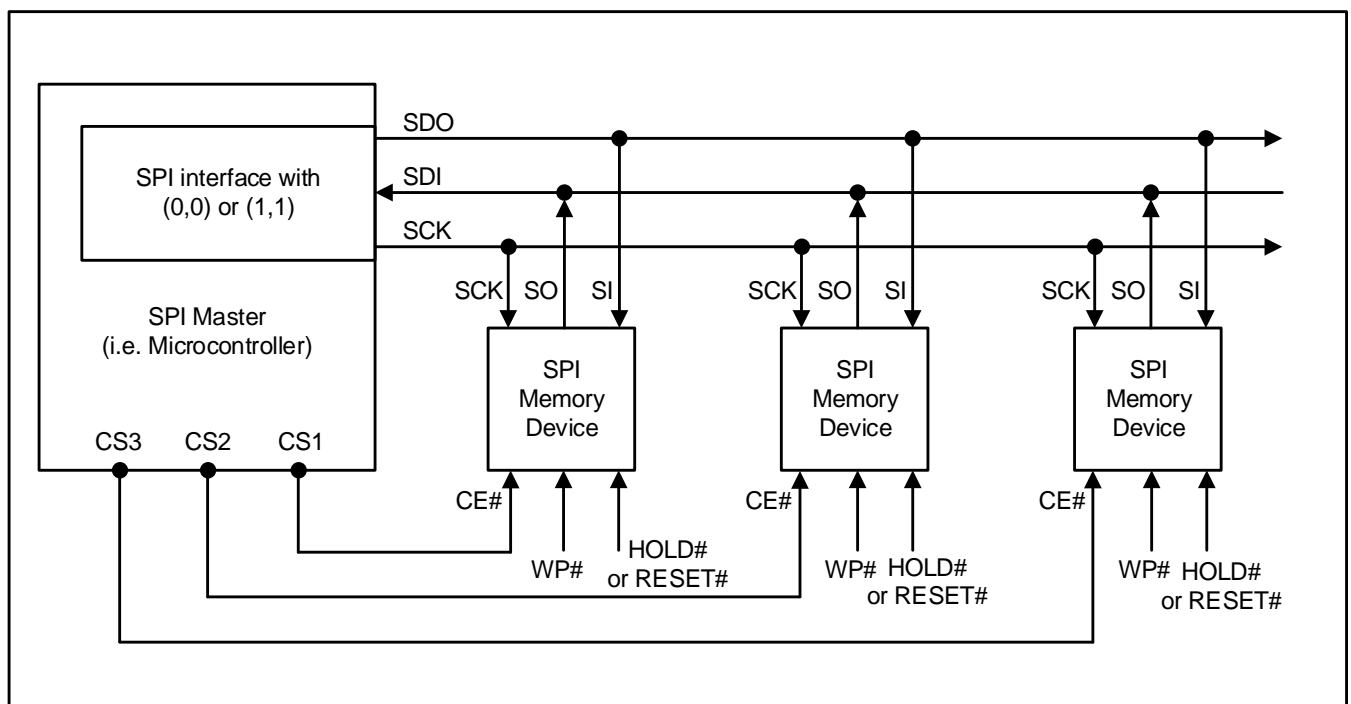 SDO
SPI interface with
(0,0) or (1,1)
SDI
SCK
SCK SO SI
SCK SO SI
SCK SO SI
SPI Master
(i.e. Microcontroller)
SPI
Memory
Device
SPI
Memory
Device
SPI
Memory
Device
CS3 CS2 CS1
CE#
WP#
HOLD#
or RESET#
CE#
WP#
HOLD#
or RESET#
CE#
WP#
HOLD#
or RESET#